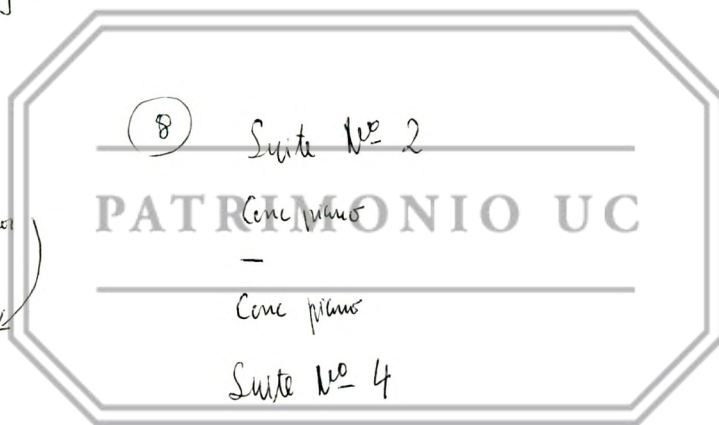 8 Suite Nº 2
PATRIMONIO UC
Conc piano
—
Conc piano
Suite Nº 4